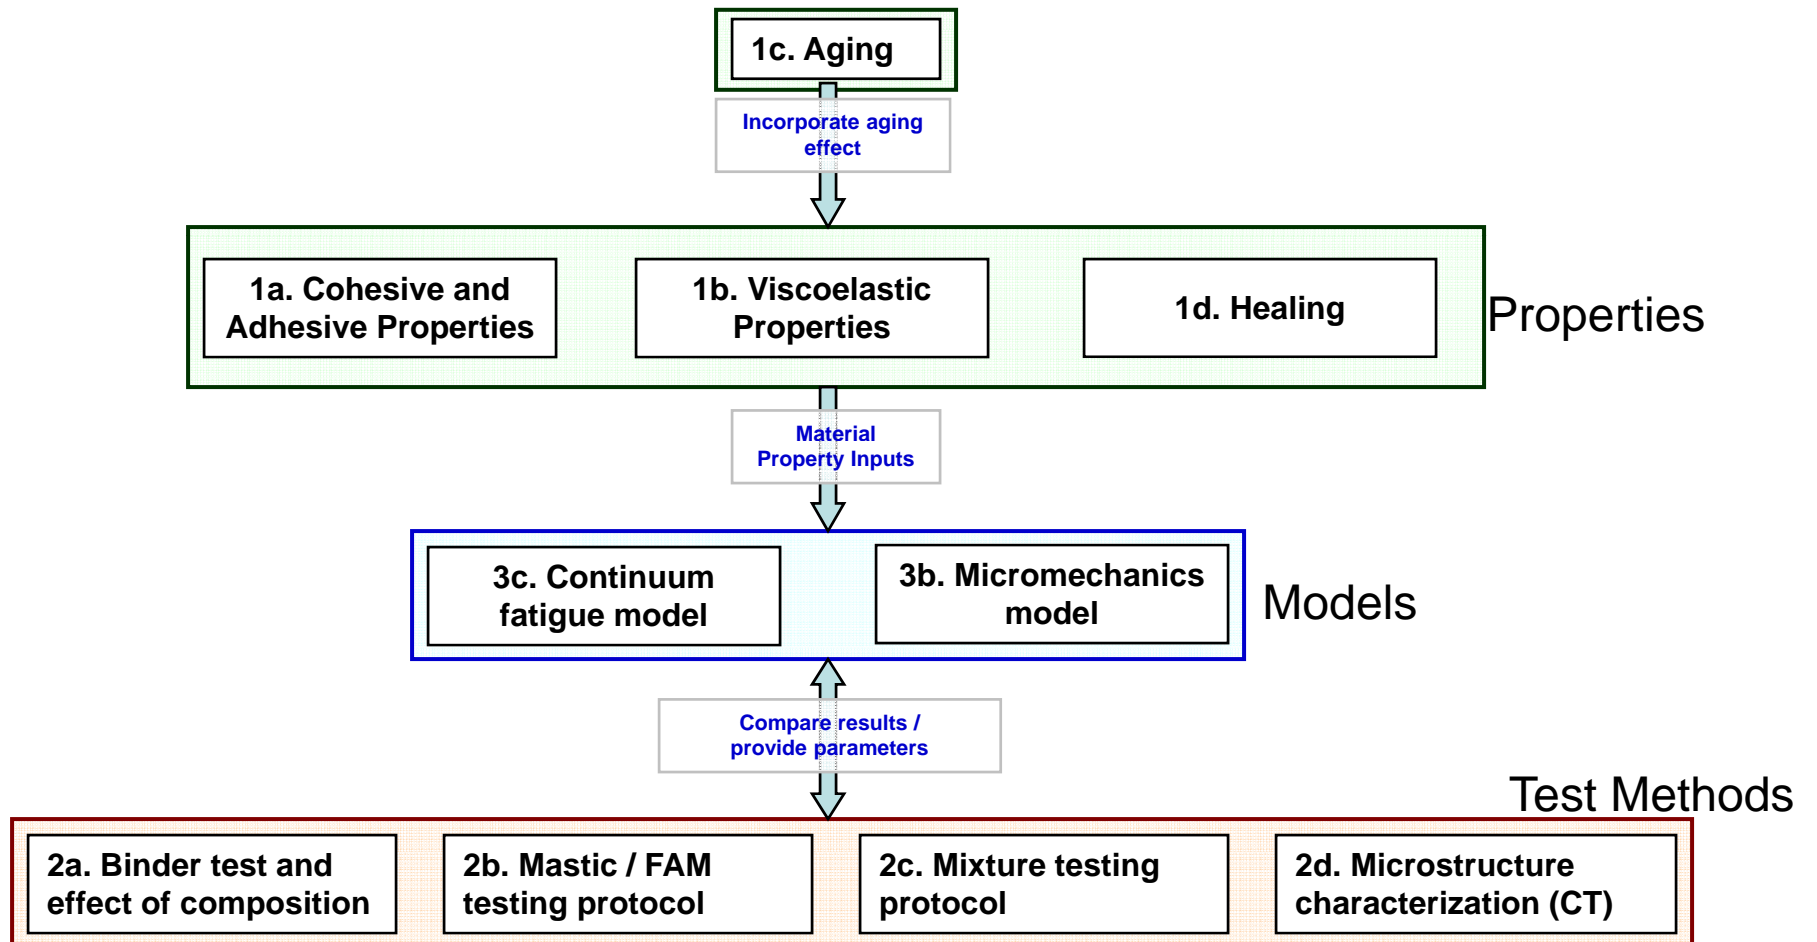 1c. Aging
Incorporate aging
effect
1a. Cohesive and
Adhesive Properties
1b. Viscoelastic
Properties
1d. Healing
Properties
Material
Property Inputs
3c. Continuum
fatigue model
3b. Micromechanics
model
Models
Compare results /
provide parameters
Test Methods
2a. Binder test and
effect of composition
2b. Mastic / FAM
testing protocol
2c. Mixture testing
protocol
2d. Microstructure
characterization (CT)